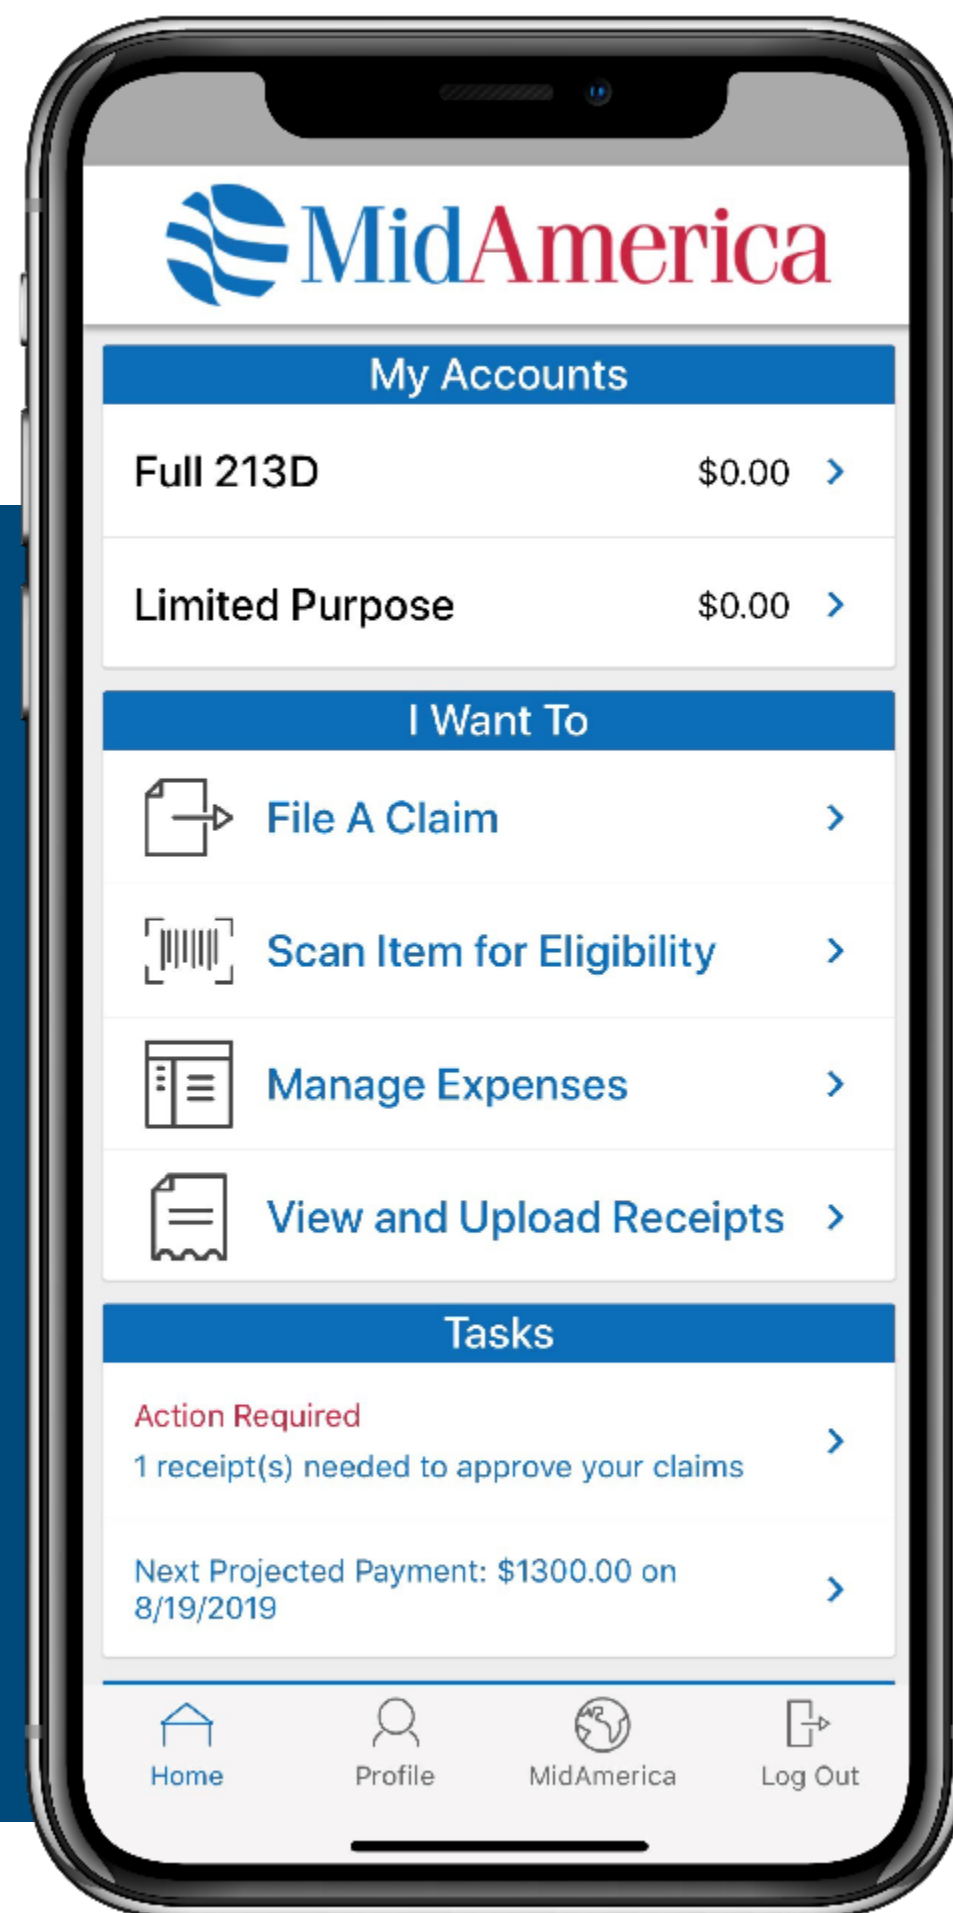 MidAmerica
My Accounts
Full 213D $0.00
Limited Purpose $0.00
I Want To
File A Claim
Scan Item for Eligibility
Manage Expenses
View and Upload Receipts
Tasks
Action Required
1 receipt(s) needed to approve your claims
Next Projected Payment: $1300.00 on
8/19/2019
Home Profile MidAmerica Log Out